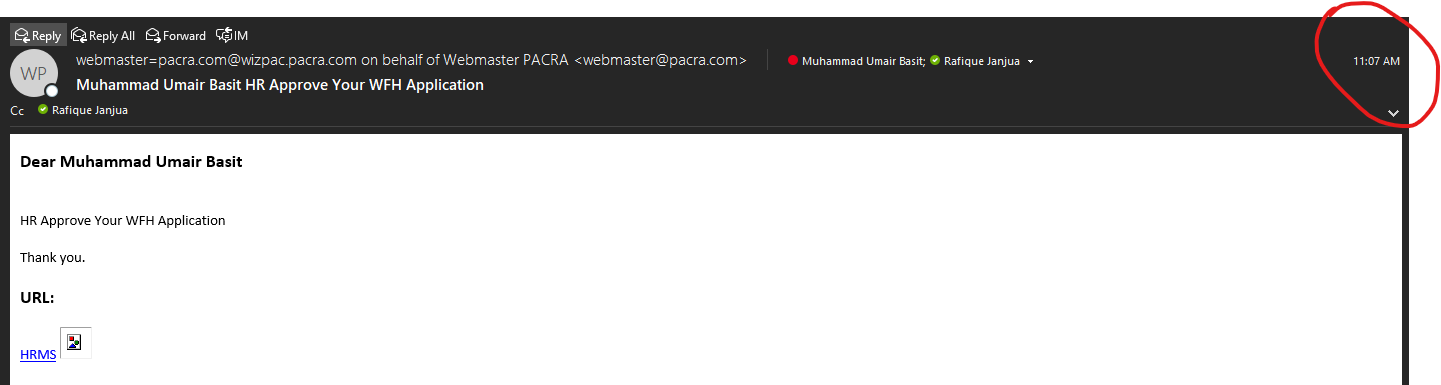 Reply Reply All Forward IM
WP
webmaster=pacra.com@wizpac.pacra.com on behalf of Webmaster PACRA <webmaster@pacra.com>
Muhammad Umair Basit; Rafique Janjua
11:07 AM
Muhammad Umair Basit HR Approve Your WFH Application
Cc Rafique Janjua
Dear Muhammad Umair Basit
HR Approve Your WFH Application
Thank you.
URL:
HRMS